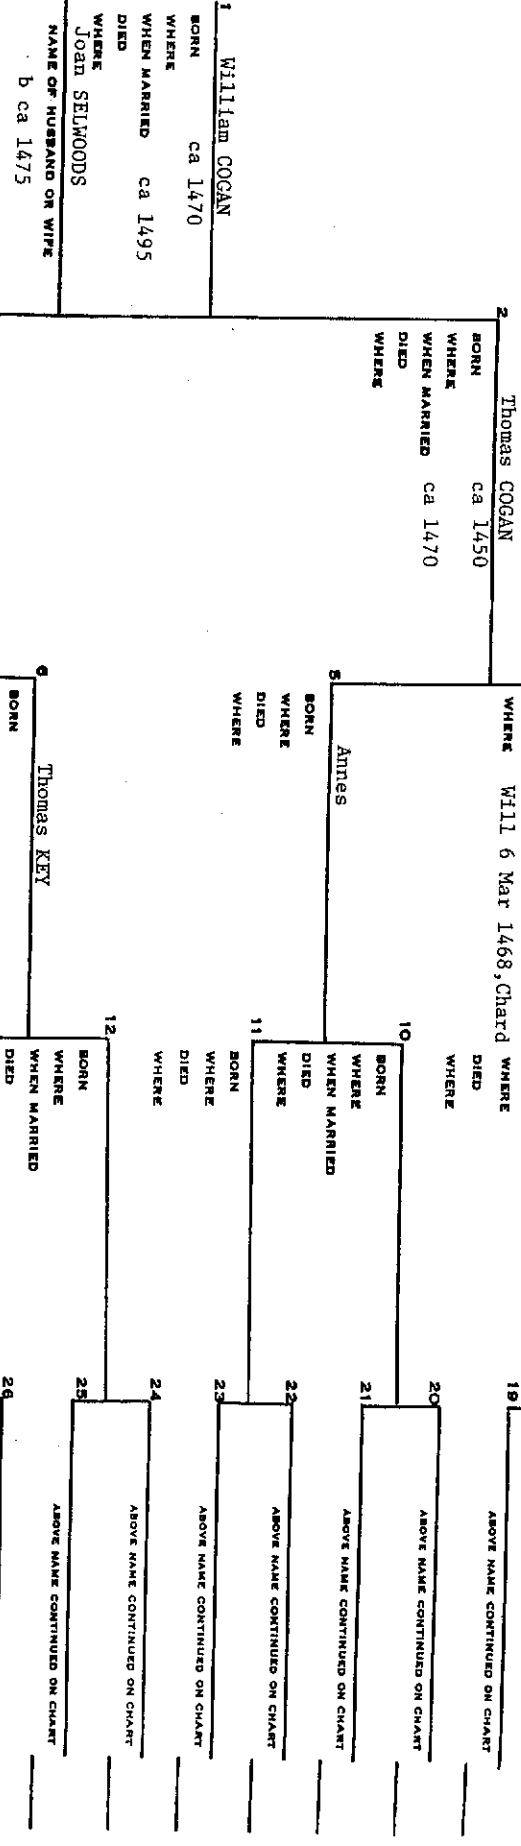 1 William COGAN
BORN ca 1470
WHERE
WHEN MARRIED ca 1495
DIED
WHERE
Joan SELWOODS
NAME OF HUSBAND OR WIFE
b ca 1475
2 Thomas COGAN
BORN ca 1450
WHERE
WHEN MARRIED ca 1470
DIED
WHERE
WHERE Will 6 Mar 1468, Chard
5 Annes
BORN
WHERE
DIED
WHERE
6 Thomas KEY
BORN
WHERE
DIED
WHERE
10
BORN
WHERE
WHEN MARRIED
DIED
WHERE
11
BORN
WHERE
DIED
WHERE
12
BORN
WHERE
WHEN MARRIED
DIED
19
ABOVE NAME CONTINUED ON CHART
20
ABOVE NAME CONTINUED ON CHART
21
ABOVE NAME CONTINUED ON CHART
22
ABOVE NAME CONTINUED ON CHART
23
ABOVE NAME CONTINUED ON CHART
24
ABOVE NAME CONTINUED ON CHART
25
ABOVE NAME CONTINUED ON CHART
26